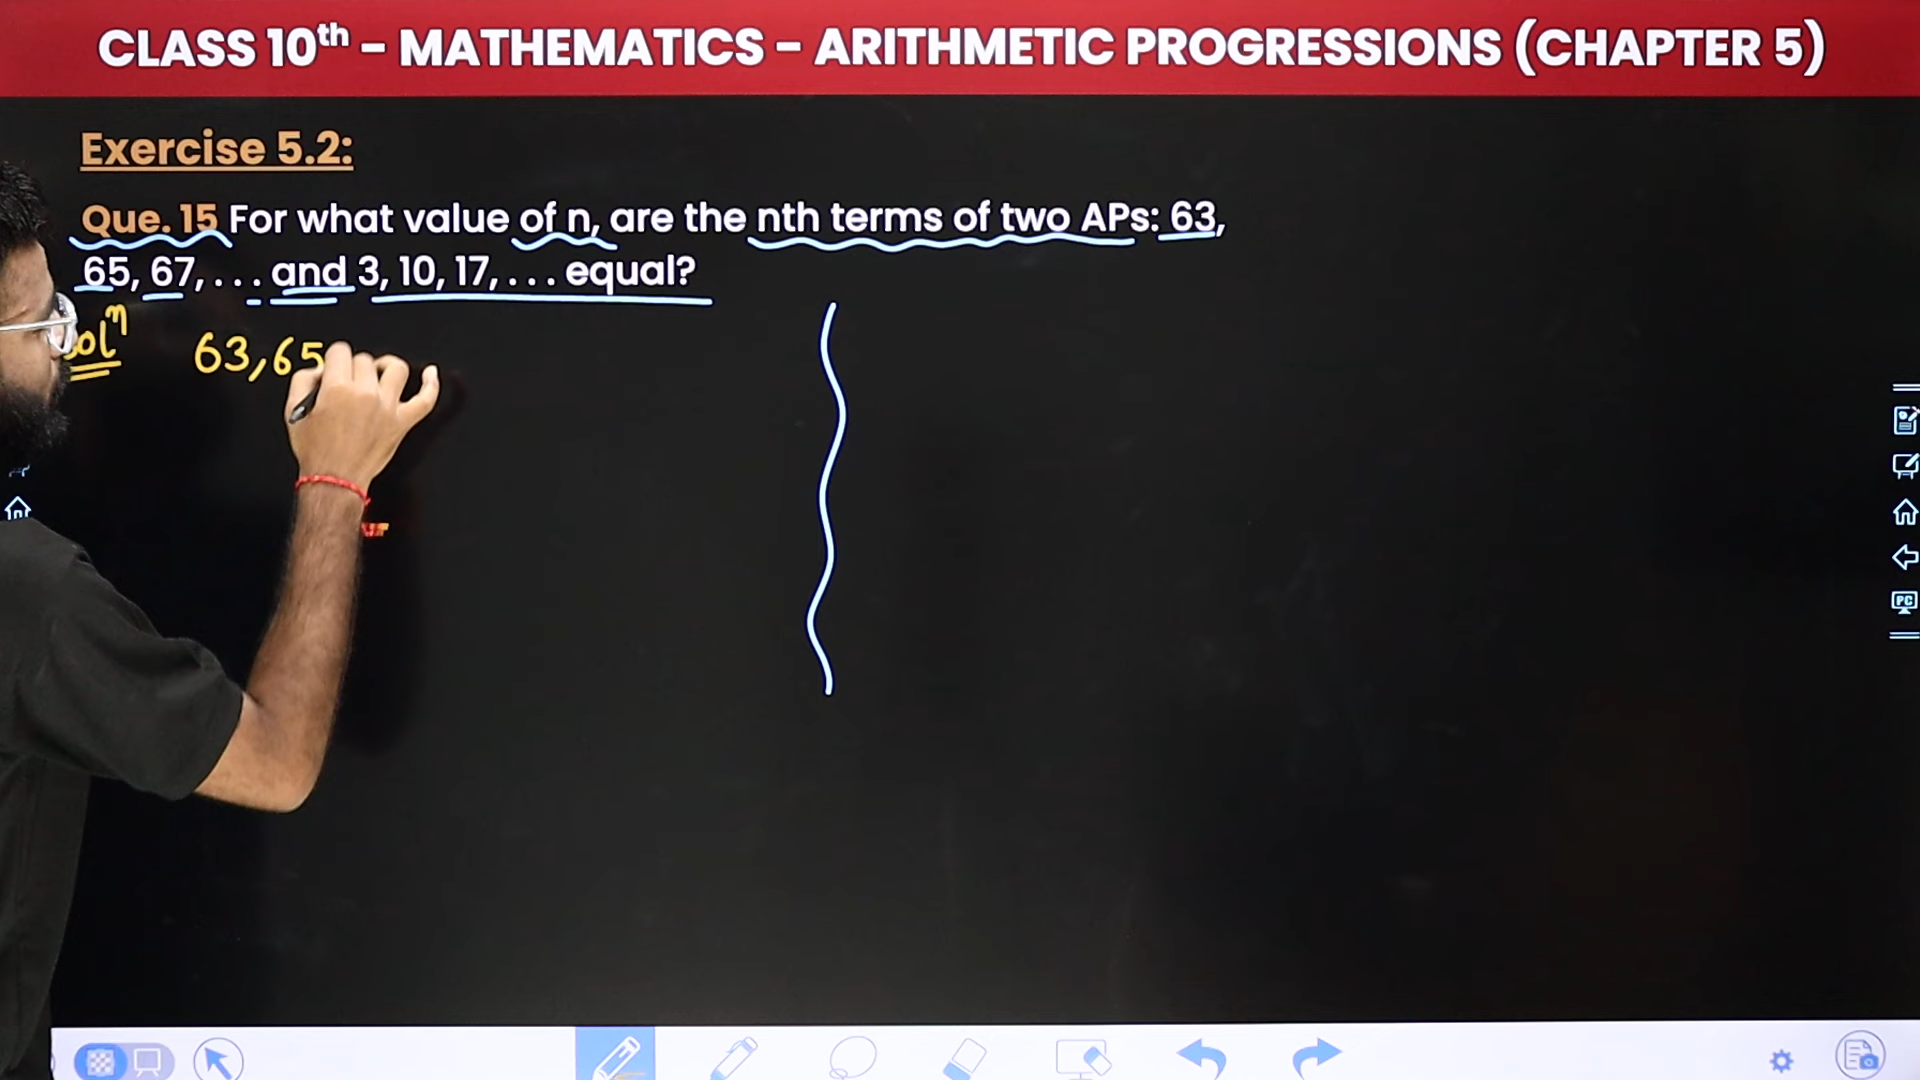 CLASS 10th – MATHEMATICS – ARITHMETIC PROGRESSIONS (CHAPTER 5)
Exercise 5.2:
Que. 15 For what value of n, are the nth terms of two APs: 63,
65, 67, . . . and 3, 10, 17, . . . equal?
63, 65
PC